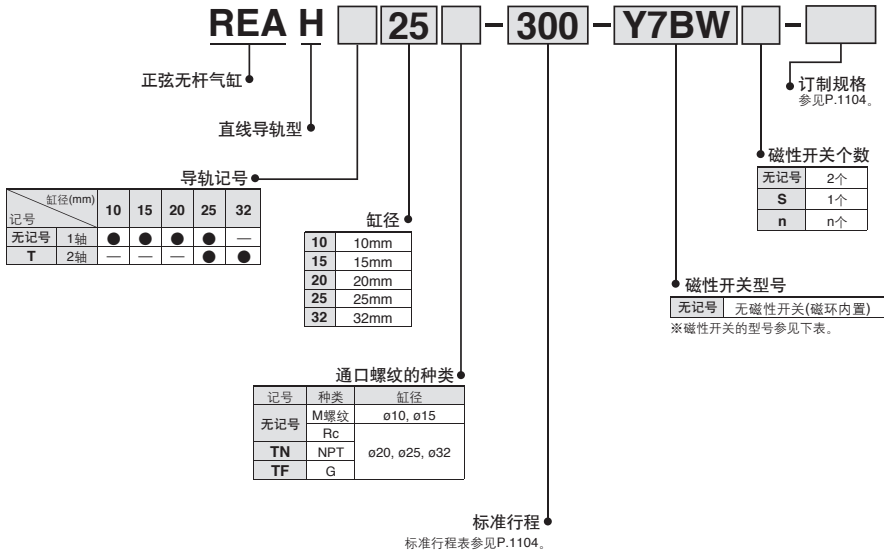 REA H 25 - 300 - Y7BW -
正弦无杆气缸
直线导轨型
导轨记号
缸径(mm) 10 15 20 25 32
记号
无记号 1轴 ● ● ● ● —
T 2轴 — — — ● ●
缸径
10 10mm
15 15mm
20 20mm
25 25mm
32 32mm
通口螺纹的种类
记号 种类 缸径
无记号 M螺纹 ø10, ø15
Rc
TN NPT ø20, ø25, ø32
TF G
标准行程
标准行程表参见P.1104。
订制规格
参见P.1104。
磁性开关个数
无记号 2个
S 1个
n n个
磁性开关型号
无记号 无磁性开关(磁环内置)
※磁性开关的型号参见下表。